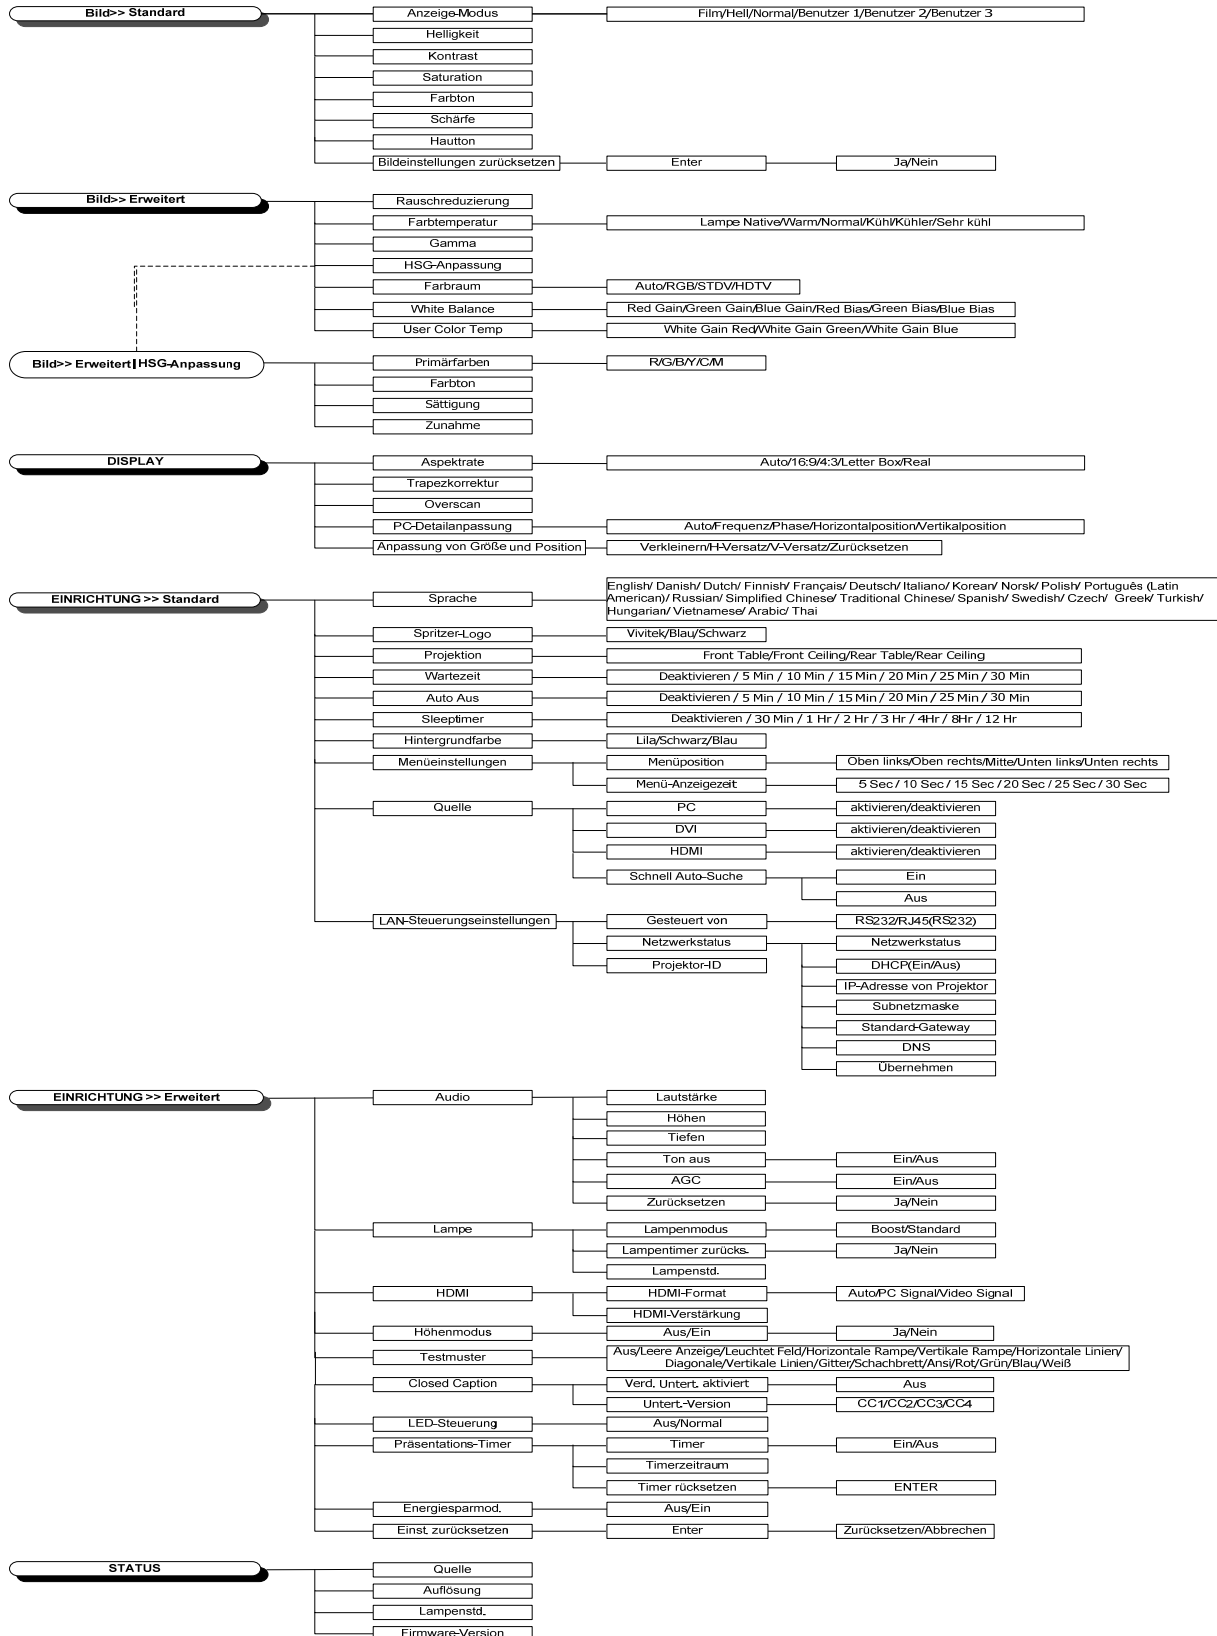 Bild>> Standard
Anzeige-Modus
Film/Hell/Normal/Benutzer 1/Benutzer 2/Benutzer 3
Helligkeit
Kontrast
Saturation
Farbton
Schärfe
Hautton
Bildeinstellungen zurücksetzen
Enter
Ja/Nein
Bild>> Erweitert
Rauschreduzierung
Farbtemperatur
Lampe Native/Warm/Normal/Kühl/Kühler/Sehr kühl
Gamma
HSG-Anpassung
Farbraum
Auto/RGB/STDV/HDTV
White Balance
Red Gain/Green Gain/Blue Gain/Red Bias/Green Bias/Blue Bias
User Color Temp
White Gain Red/White Gain Green/White Gain Blue
Bild>> Erweitert|HSG-Anpassung
Primärfarben
R/G/B/Y/C/M
Farbton
Sättigung
Zunahme
DISPLAY
Aspektrate
Auto/16:9/4:3/Letter Box/Real
Trapezkorrektur
Overscan
PC-Detailanpassung
Auto/Frequenz/Phase/Horizontalposition/Vertikalposition
Anpassung von Größe und Position
Verkleinern/H-Versatz/V-Versatz/Zurücksetzen
EINRICHTUNG >> Standard
Sprache
English/ Danish/ Dutch/ Finnish/ Français/ Deutsch/ Italiano/ Korean/ Norsk/ Polish/ Português (Latin
American)/ Russian/ Simplified Chinese/ Traditional Chinese/ Spanish/ Swedish/ Czech/ Greek/ Turkish/
Hungarian/ Vietnamese/ Arabic/ Thai
Spritzer-Logo
Vivitek/Blau/Schwarz
Projektion
Front Table/Front Ceiling/Rear Table/Rear Ceiling
Wartezeit
Deaktivieren / 5 Min / 10 Min / 15 Min / 20 Min / 25 Min / 30 Min
Auto Aus
Deaktivieren / 5 Min / 10 Min / 15 Min / 20 Min / 25 Min / 30 Min
Sleeptimer
Deaktivieren / 30 Min / 1 Hr / 2 Hr / 3 Hr / 4Hr / 8Hr / 12 Hr
Hintergrundfarbe
Lila/Schwarz/Blau
Menüeinstellungen
Menüposition
Oben links/Oben rechts/Mitte/Unten links/Unten rechts
Menü-Anzeigezeit
5 Sec / 10 Sec / 15 Sec / 20 Sec / 25 Sec / 30 Sec
Quelle
PC
aktivieren/deaktivieren
DVI
aktivieren/deaktivieren
HDMI
aktivieren/deaktivieren
Schnell Auto-Suche
Ein
Aus
LAN-Steuerungseinstellungen
Gesteuert von
RS232/RJ45(RS232)
Netzwerkstatus
Netzwerkstatus
Projektor-ID
DHCP(Ein/Aus)
IP-Adresse von Projektor
Subnetzmaske
Standard-Gateway
DNS
Übernehmen
EINRICHTUNG >> Erweitert
Audio
Lautstärke
Höhen
Tiefen
Ton aus
Ein/Aus
AGC
Ein/Aus
Zurücksetzen
Ja/Nein
Lampe
Lampenmodus
Boost/Standard
Lampentimer zurücks.
Ja/Nein
Lampenstd.
HDMI
HDMI-Format
Auto/PC Signal/Video Signal
HDMI-Verstärkung
Höhenmodus
Aus/Ein
Ja/Nein
Testmuster
Aus/Leere Anzeige/Leuchtet Feld/Horizontale Rampe/Vertikale Rampe/Horizontale Linien/
Diagonale/Vertikale Linien/Gitter/Schachbrett/Ansi/Rot/Grün/Blau/Weiß
Closed Caption
Verd. Untert. aktiviert
Aus
Untert.-Version
CC1/CC2/CC3/CC4
LED-Steuerung
Aus/Normal
Präsentations-Timer
Timer
Ein/Aus
Timerzeitraum
Timer rücksetzen
ENTER
Energiesparmod.
Aus/Ein
Einst. zurücksetzen
Enter
Zurücksetzen/Abbrechen
STATUS
Quelle
Auflösung
Lampenstd.
Firmware-Version